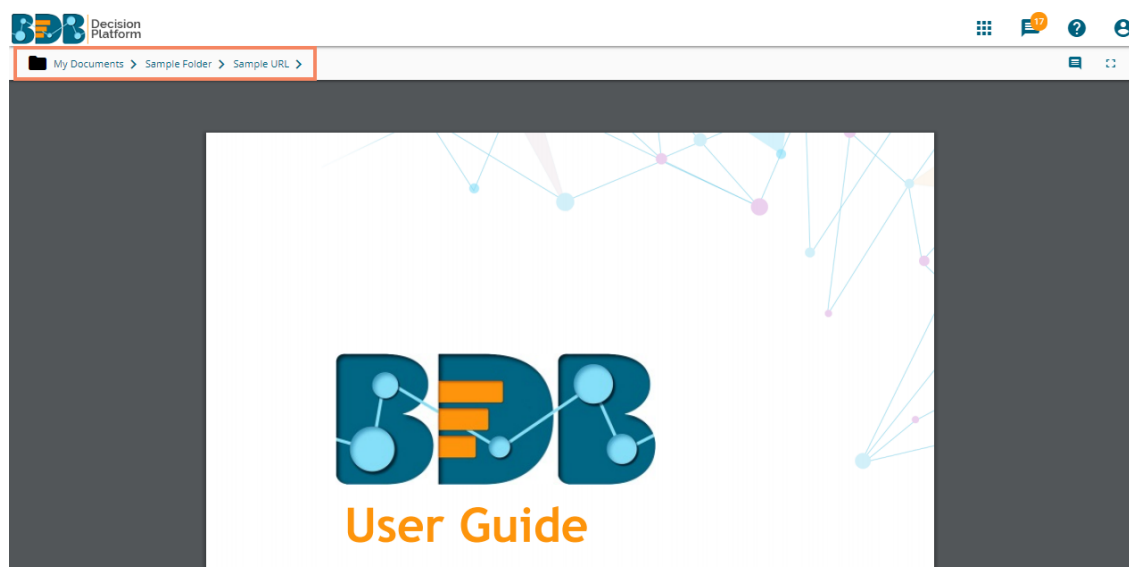 BDB Decision
Platform
17
?
My Documents > Sample Folder > Sample URL >
BDB
User Guide